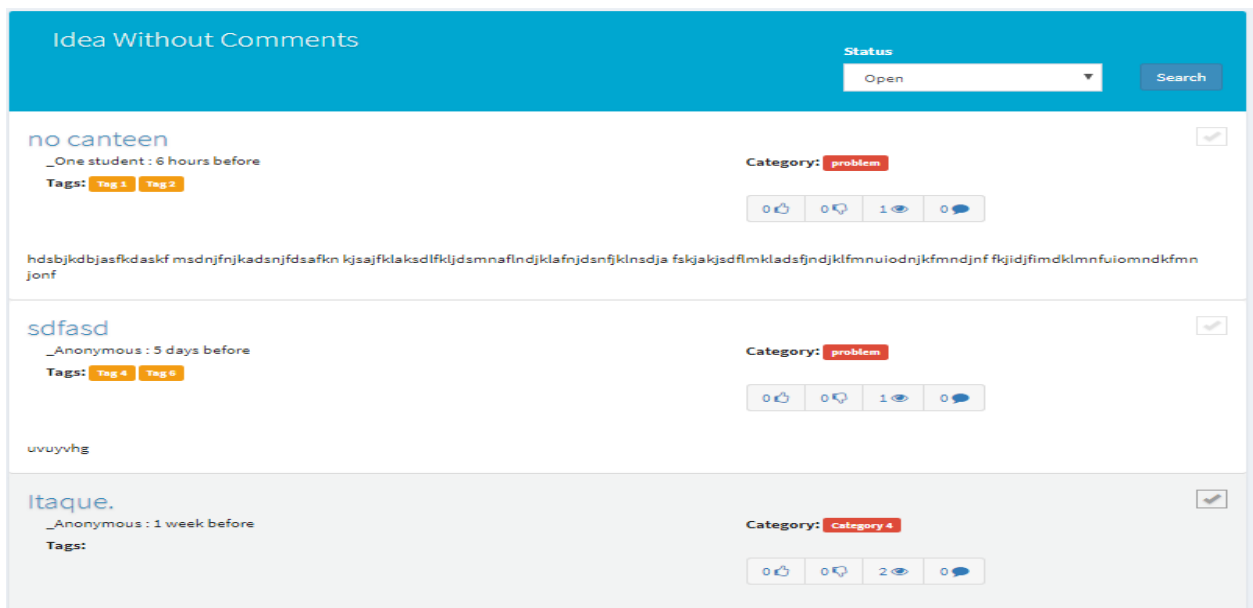 Idea Without Comments
Status
Open
Search
no canteen
_One student : 6 hours before
Category: problem
Tags: Tag 1 Tag 2
0 0 1 0
hdsbjkdbjasfkdaskf msdnjfnjkadsnjfdsafkn kjsajfklaksdlfkljdsmnaflndjklafnjdsnfjklnsdja fskjakjsdflmkladsfjndjklfmnuiodnjkfmndjnf fkjidjfimdklmnfuiomndkfmn
jonf
sdfasd
_Anonymous : 5 days before
Category: problem
Tags: Tag 4 Tag 6
0 0 1 0
uvuyvhg
Itaque.
_Anonymous : 1 week before
Category: Category 4
Tags:
0 0 2 0